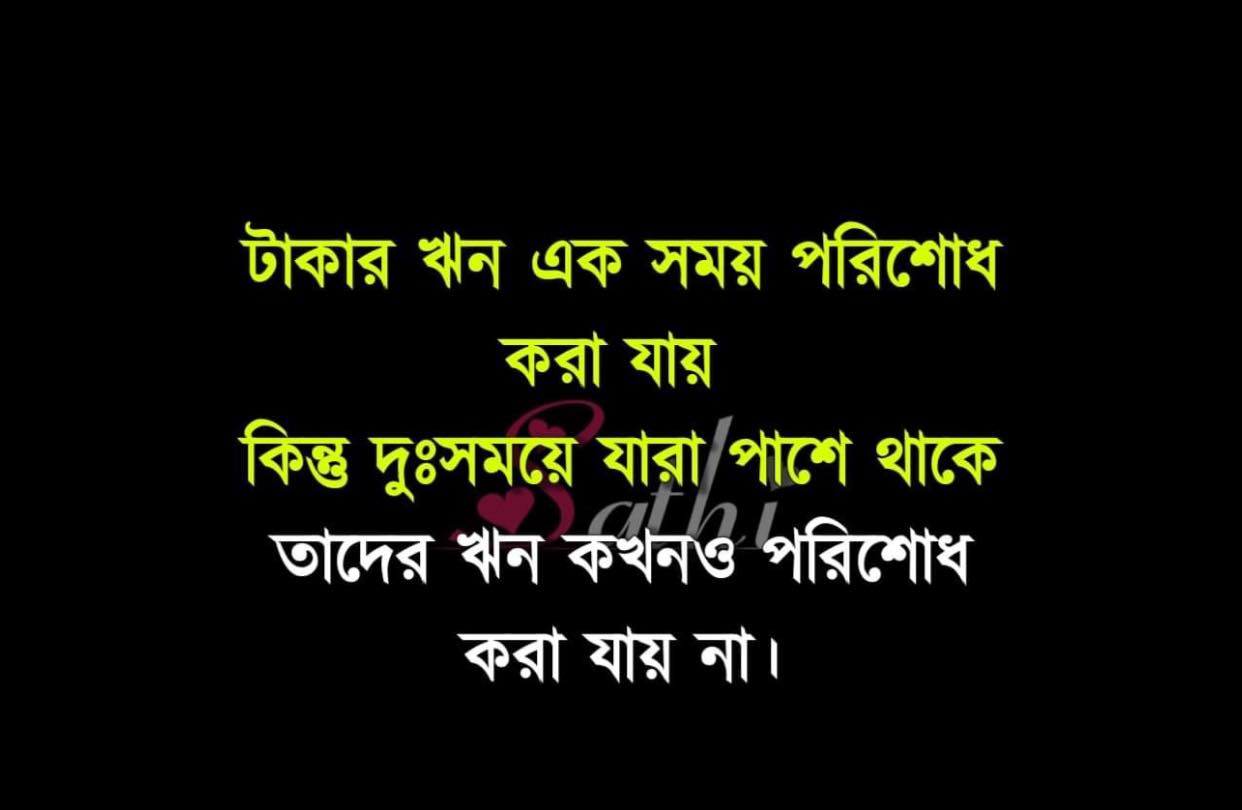 টাকার ঋন এক সময় পরিশোধ
করা যায়
কিন্তু দুঃসময়ে যারা পাশে থাকে
Sathi
তাদের ঋন কখনও পরিশোধ
করা যায় না।